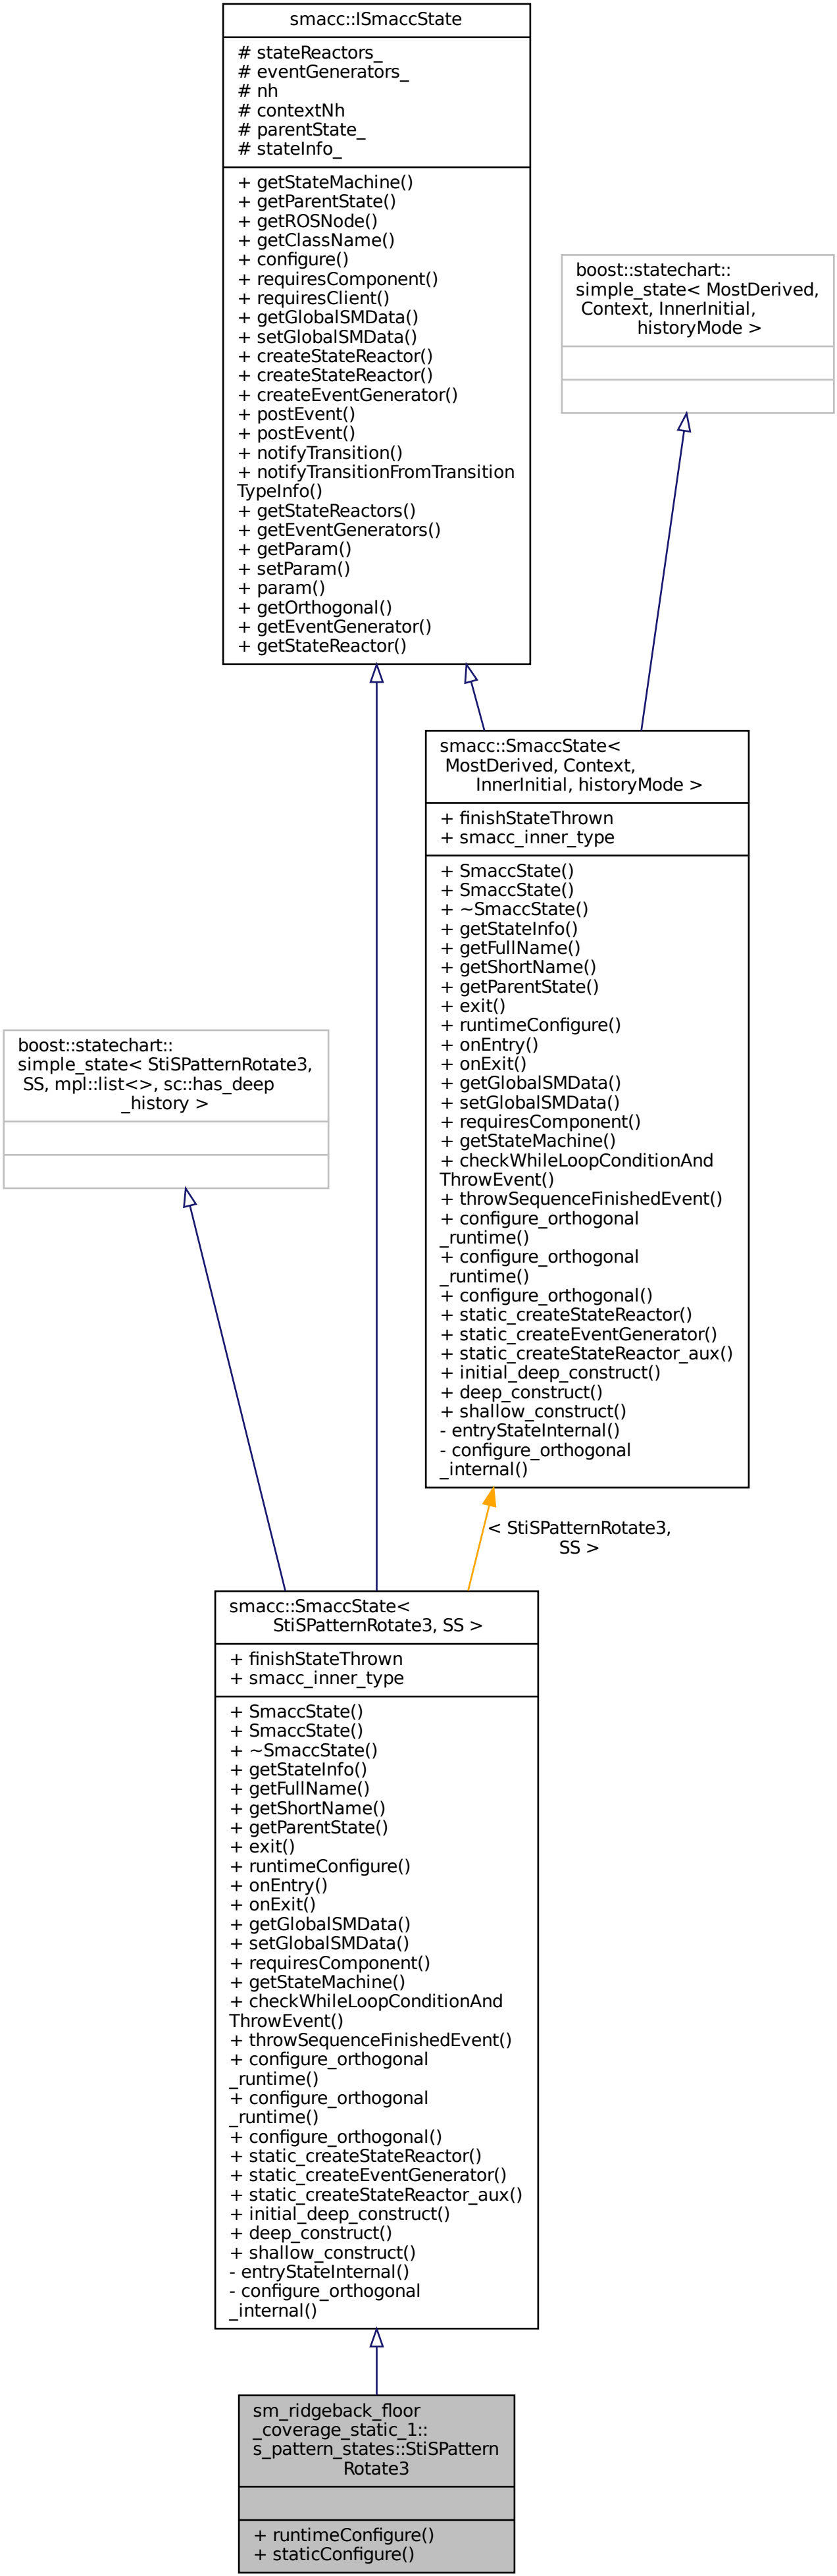 smacc::ISmaccState
# stateReactors_
# eventGenerators_
# nh
# contextNh
# parentState_
# stateInfo_
+ getStateMachine()
+ getParentState()
+ getROSNode()
+ getClassName()
+ configure()
+ requiresComponent()
+ requiresClient()
+ getGlobalSMData()
+ setGlobalSMData()
+ createStateReactor()
+ createStateReactor()
+ createEventGenerator()
+ postEvent()
+ postEvent()
+ notifyTransition()
+ notifyTransitionFromTransition
TypeInfo()
+ getStateReactors()
+ getEventGenerators()
+ getParam()
+ setParam()
+ param()
+ getOrthogonal()
+ getEventGenerator()
+ getStateReactor()
boost::statechart::
simple_state< MostDerived,
Context, InnerInitial,
historyMode >
smacc::SmaccState<
MostDerived, Context,
InnerInitial, historyMode >
+ finishStateThrown
+ smacc_inner_type
+ SmaccState()
+ SmaccState()
+ ~SmaccState()
+ getStateInfo()
+ getFullName()
+ getShortName()
+ getParentState()
+ exit()
+ runtimeConfigure()
+ onEntry()
+ onExit()
+ getGlobalSMData()
+ setGlobalSMData()
+ requiresComponent()
+ getStateMachine()
+ checkWhileLoopConditionAnd
ThrowEvent()
+ throwSequenceFinishedEvent()
+ configure_orthogonal
_runtime()
+ configure_orthogonal
_runtime()
+ configure_orthogonal()
+ static_createStateReactor()
+ static_createEventGenerator()
+ static_createStateReactor_aux()
+ initial_deep_construct()
+ deep_construct()
+ shallow_construct()
- entryStateInternal()
- configure_orthogonal
_internal()
boost::statechart::
simple_state< StiSPatternRotate3,
SS, mpl::list<>, sc::has_deep
_history >
< StiSPatternRotate3,
SS >
smacc::SmaccState<
StiSPatternRotate3, SS >
+ finishStateThrown
+ smacc_inner_type
+ SmaccState()
+ SmaccState()
+ ~SmaccState()
+ getStateInfo()
+ getFullName()
+ getShortName()
+ getParentState()
+ exit()
+ runtimeConfigure()
+ onEntry()
+ onExit()
+ getGlobalSMData()
+ setGlobalSMData()
+ requiresComponent()
+ getStateMachine()
+ checkWhileLoopConditionAnd
ThrowEvent()
+ throwSequenceFinishedEvent()
+ configure_orthogonal
_runtime()
+ configure_orthogonal
_runtime()
+ configure_orthogonal()
+ static_createStateReactor()
+ static_createEventGenerator()
+ static_createStateReactor_aux()
+ initial_deep_construct()
+ deep_construct()
+ shallow_construct()
- entryStateInternal()
- configure_orthogonal
_internal()
sm_ridgeback_floor
_coverage_static_1::
s_pattern_states::StiSPattern
Rotate3
+ runtimeConfigure()
+ staticConfigure()